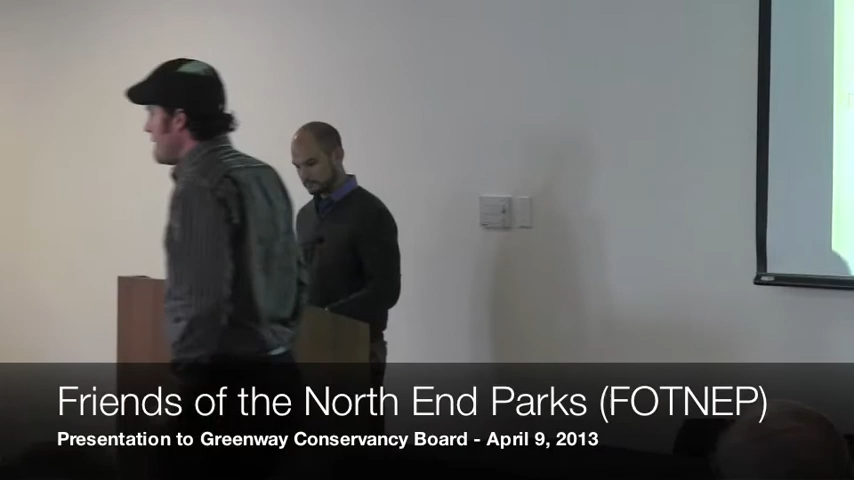 Friends of the North End Parks (FOTNEP)
Presentation to Greenway Conservancy Board - April 9, 2013